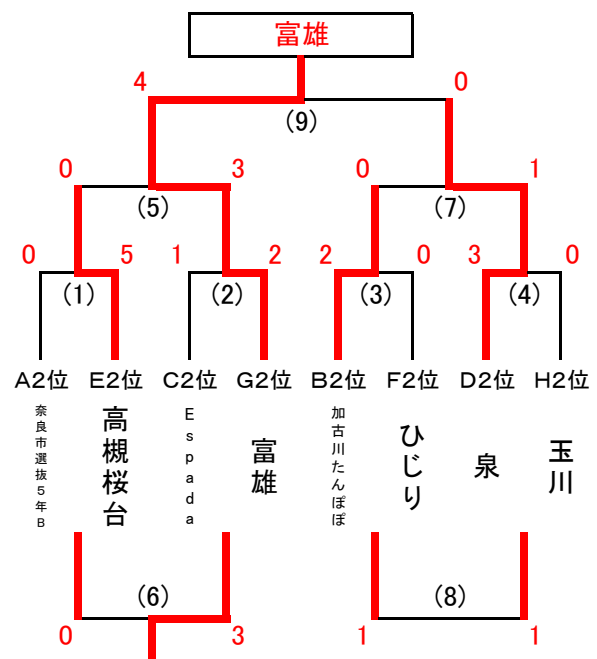 富雄
4 0
(9)
0 3 0 1
(5) (7)
0 5 1 2 2 0 3 0
(1) (2) (3) (4)
A2位 E2位 C2位 G2位 B2位 F2位 D2位 H2位
奈良市選抜5年B
高槻桜台
Espada
富雄
加古川たんぽぽ
ひじり
泉
玉川
(6) (8)
0 3 1 1